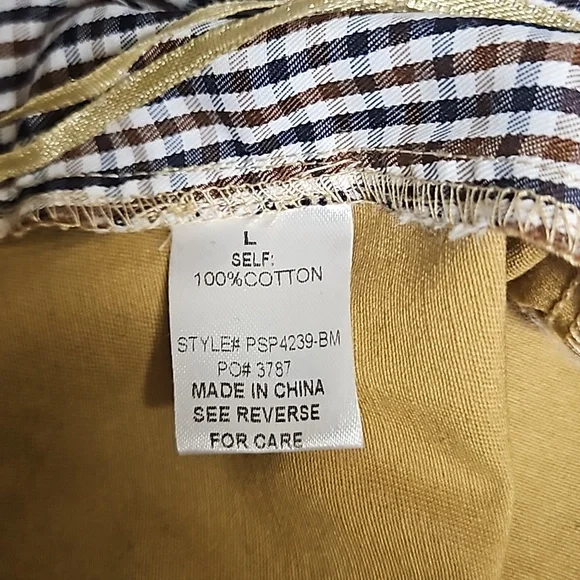 L
SELF:
100%COTTON
STYLE# PSP4239-BM
PO# 3787
MADE IN CHINA
SEE REVERSE
FOR CARE